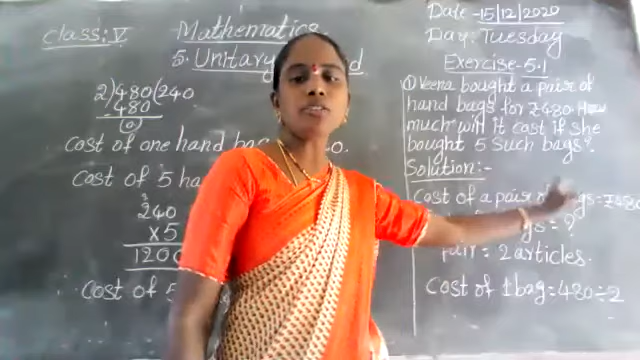 Class: V
Mathematics
5. Unitary
2)480(240
-480
(0)
Cost of one hand
Cost of 5 ha
3
240
×5
1200
∴ Cost of 5
Date - 15/12/2020
Day: Tuesday
Exercise - 5.1
① Veena bought a pair of
hand bags for ₹480. How
much will it cost if she
bought 5 such bags?
Solution:-
Cost of a pair of gs = ₹480
gs = ?
pair = 2 articles.
Cost of 1 bag = 480 ÷ 2